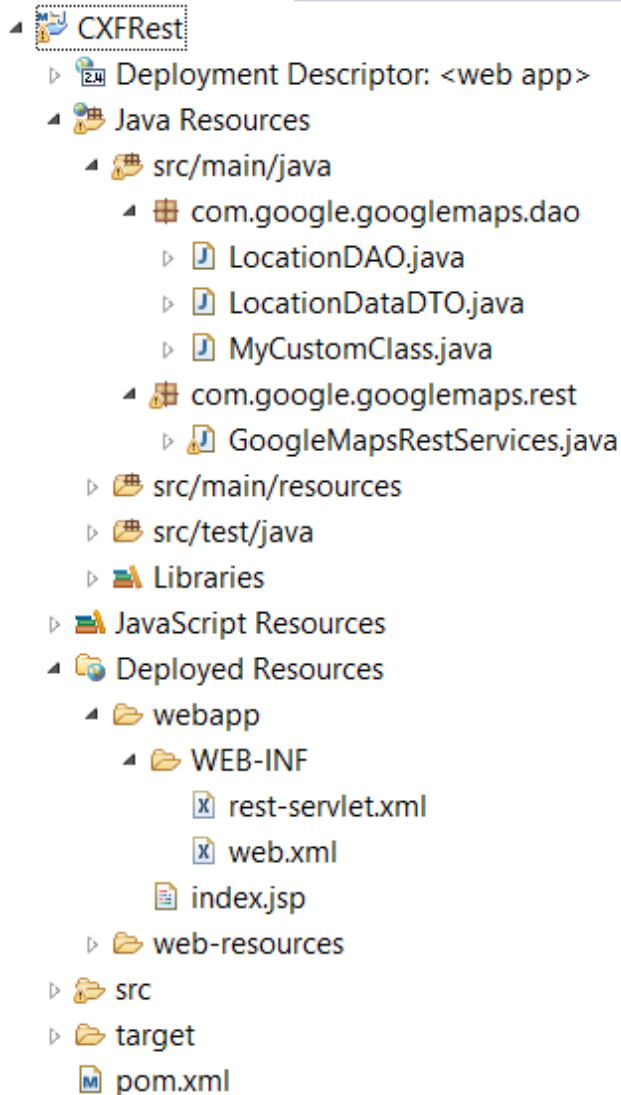 CXFRest
Deployment Descriptor: <web app>
Java Resources
src/main/java
com.google.googlemaps.dao
LocationDAO.java
LocationDataDTO.java
MyCustomClass.java
com.google.googlemaps.rest
GoogleMapsRestServices.java
src/main/resources
src/test/java
Libraries
JavaScript Resources
Deployed Resources
webapp
WEB-INF
rest-servlet.xml
web.xml
index.jsp
web-resources
src
target
pom.xml